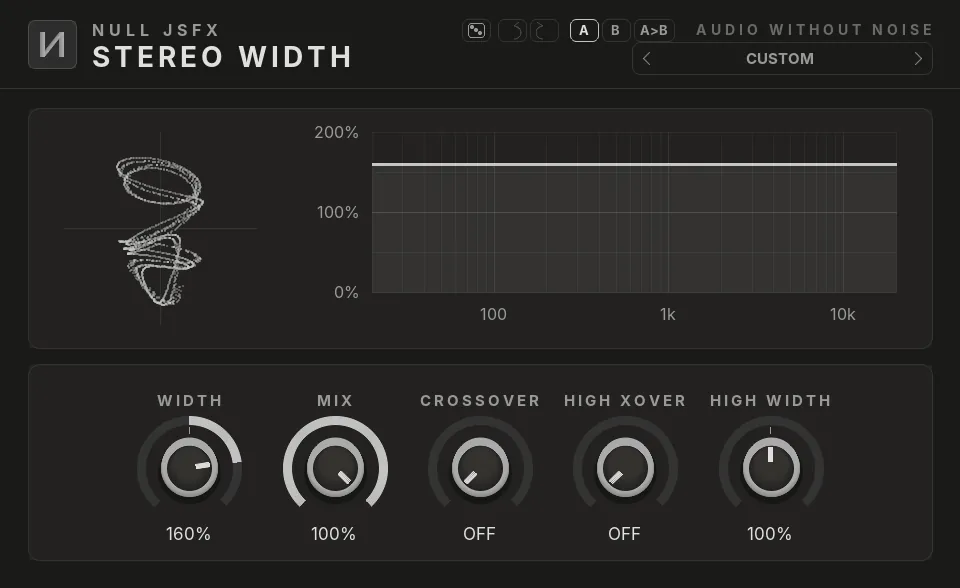 NULL JSFX
STEREO WIDTH
A B A>B
AUDIO WITHOUT NOISE
CUSTOM
200%
100%
0%
100 1k 10k
WIDTH MIX CROSSOVER HIGH XOVER HIGH WIDTH
160% 100% OFF OFF 100%